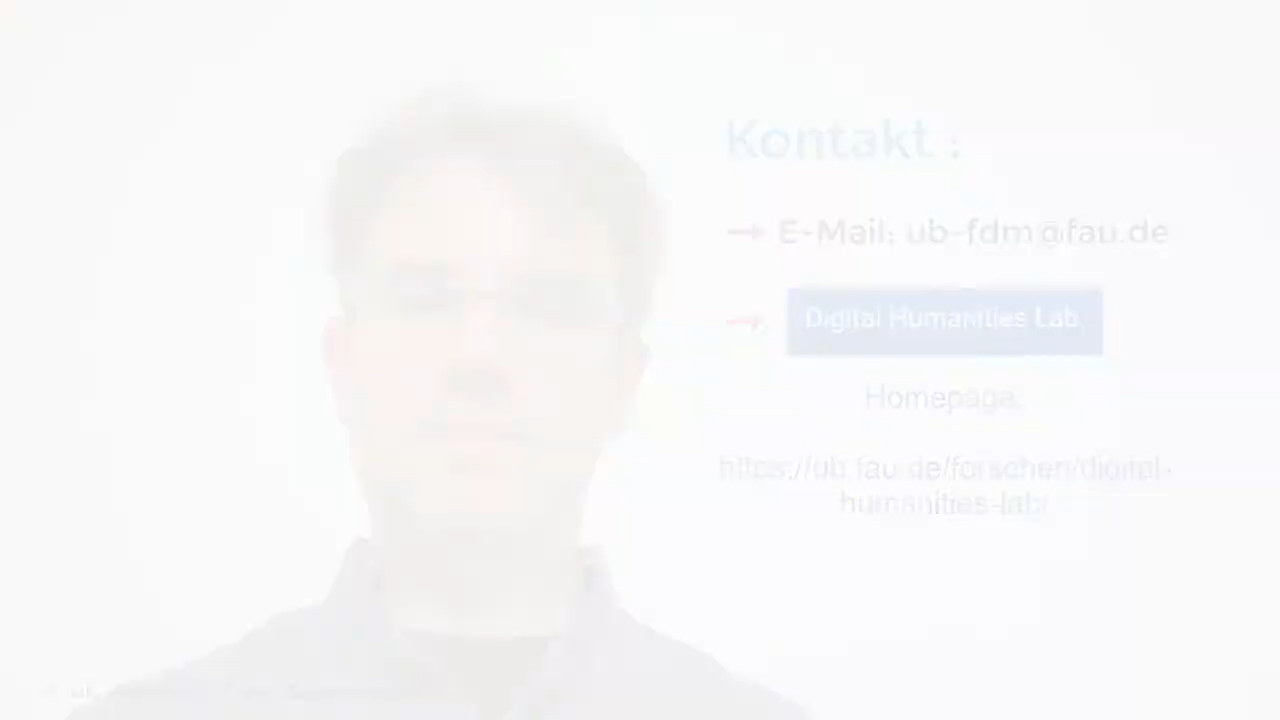 Kontakt :
→ E-Mail: ub-fdm@fau.de
→ Digital Humanities Lab
Homepage:
https://ub.fau.de/forschen/digital-
humanities-lab/